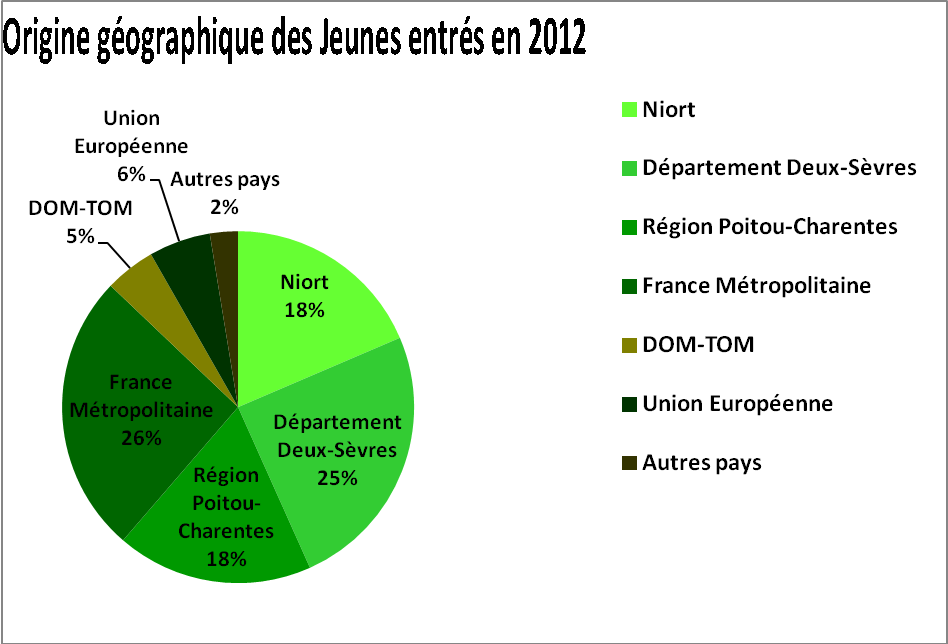 Origine géographique des Jeunes entrés en 2012
Union
Européenne
6%
Autres pays
2%
DOM-TOM
5%
Niort
18%
France
Métropolitaine
26%
Département
Deux-Sèvres
25%
Région
Poitou-
Charentes
18%
Niort
Département Deux-Sèvres
Région Poitou-Charentes
France Métropolitaine
DOM-TOM
Union Européenne
Autres pays